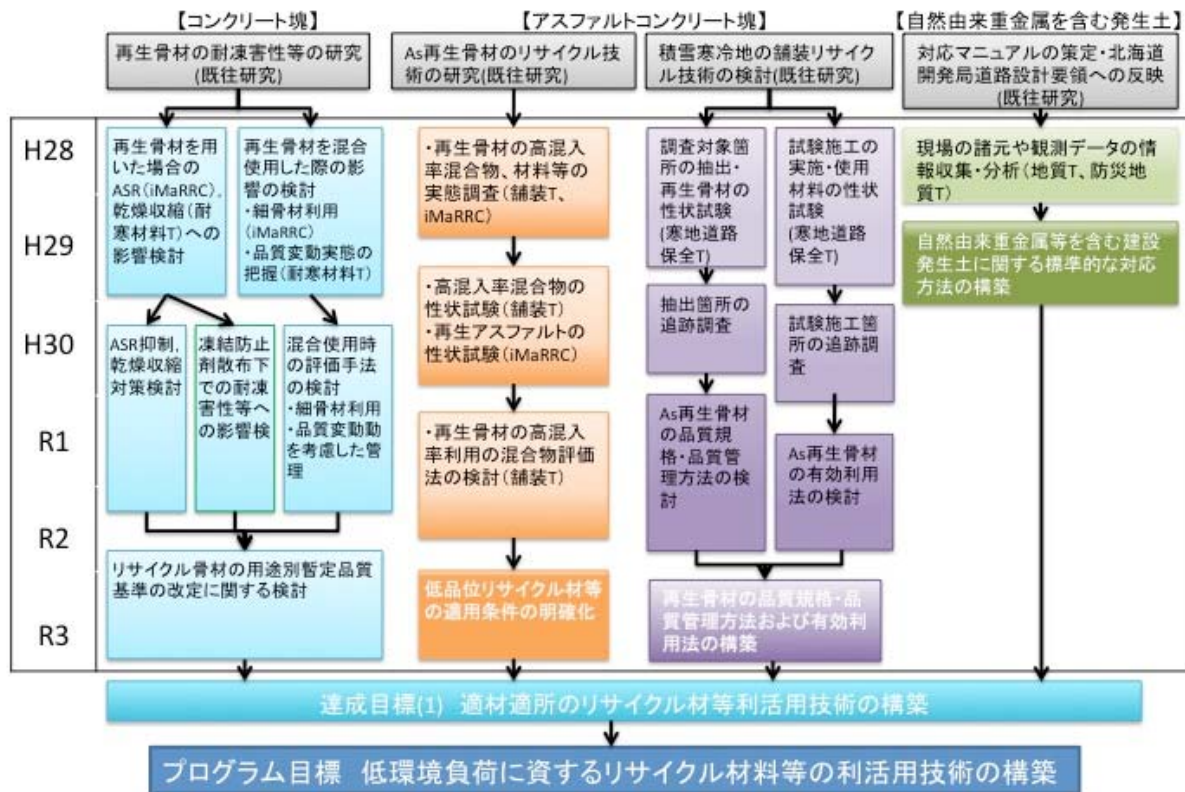 【コンクリート塊】
【アスファルトコンクリート塊】
【自然由来重金属を含む発生土】
再生骨材の耐凍害性等の研究
(既往研究)
As再生骨材のリサイクル技
術の研究(既往研究)
積雪寒冷地の舗装リサイク
ル技術の検討(既往研究)
対応マニュアルの策定・北海道
開発局道路設計要領への反映
(既往研究)
H28
H29
H30
R1
R2
R3
再生骨材を用
いた場合の
ASR(iMaRRC),
乾燥収縮(耐
寒材料T)への
影響検討
再生骨材を混合
使用した際の影
響の検討
・細骨材利用
(iMaRRC)
・品質変動実態の
把握(耐寒材料T)
ASR抑制,
乾燥収縮
対策検討
凍結防止
剤散布下
での耐凍
害性等へ
の影響検
混合使用時
の評価手法
の検討
・細骨材利用
・品質変動動
を考慮した管
理
リサイクル骨材の用途別暫定品質
基準の改定に関する検討
・再生骨材の高混入
率混合物、材料等の
実態調査(舗装T、
iMaRRC)
・高混入率混合物の
性状試験(舗装T)
・再生アスファルトの
性状試験(iMaRRC)
・再生骨材の高混入
率利用の混合物評価
法の検討(舗装T)
低品位リサイクル材等
の適用条件の明確化
調査対象箇
所の抽出・
再生骨材の
性状試験
(寒地道路
保全T)
試験施工の
実施・使用
材料の性状
試験
(寒地道路
保全T)
抽出箇所の
追跡調査
試験施工箇
所の追跡調
査
As再生骨材
の品質規
格・品質管
理方法の検
討
As再生骨材
の有効利用
法の検討
再生骨材の品質規格・品
質管理方法および有効利
用法の構築
現場の諸元や観測データの情
報収集・分析(地質T、防災地
質T)
自然由来重金属等を含む建設
発生土に関する標準的な対応
方法の構築
達成目標(1) 適材適所のリサイクル材等利活用技術の構築
プログラム目標 低環境負荷に資するリサイクル材料等の利活用技術の構築